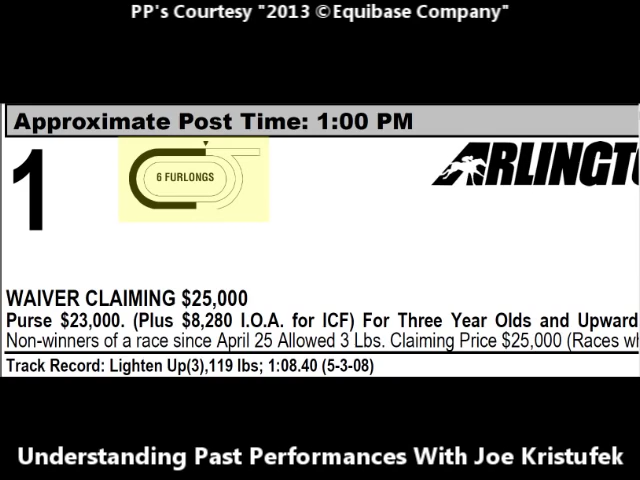 PP's Courtesy "2013 ©Equibase Company"
Approximate Post Time: 1:00 PM
1
6 FURLONGS
ARLINGTO
WAIVER CLAIMING $25,000
Purse $23,000. (Plus $8,280 I.O.A. for ICF) For Three Year Olds and Upward
Non-winners of a race since April 25 Allowed 3 Lbs. Claiming Price $25,000 (Races wh
Track Record: Lighten Up(3),119 lbs; 1:08.40 (5-3-08)
Understanding Past Performances With Joe Kristufek